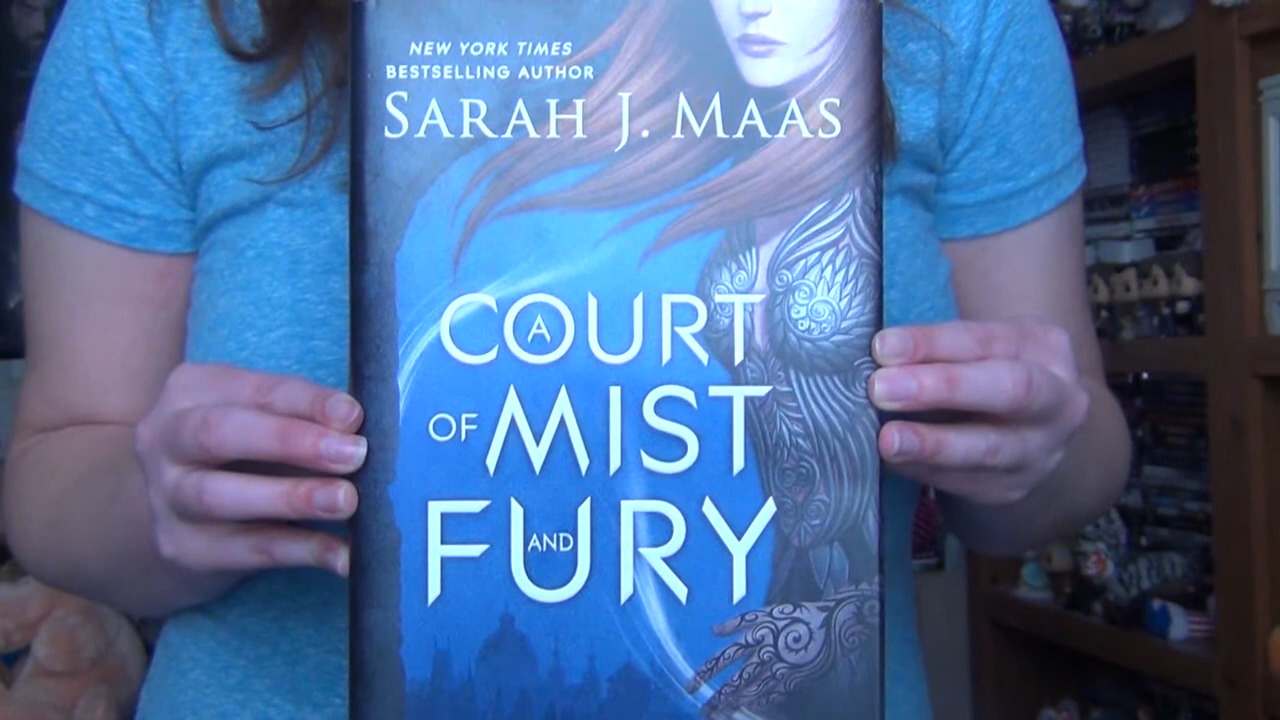 NEW YORK TIMES
BESTSELLING AUTHOR
SARAH J. MAAS
A
COURT
OF MIST
AND
FURY